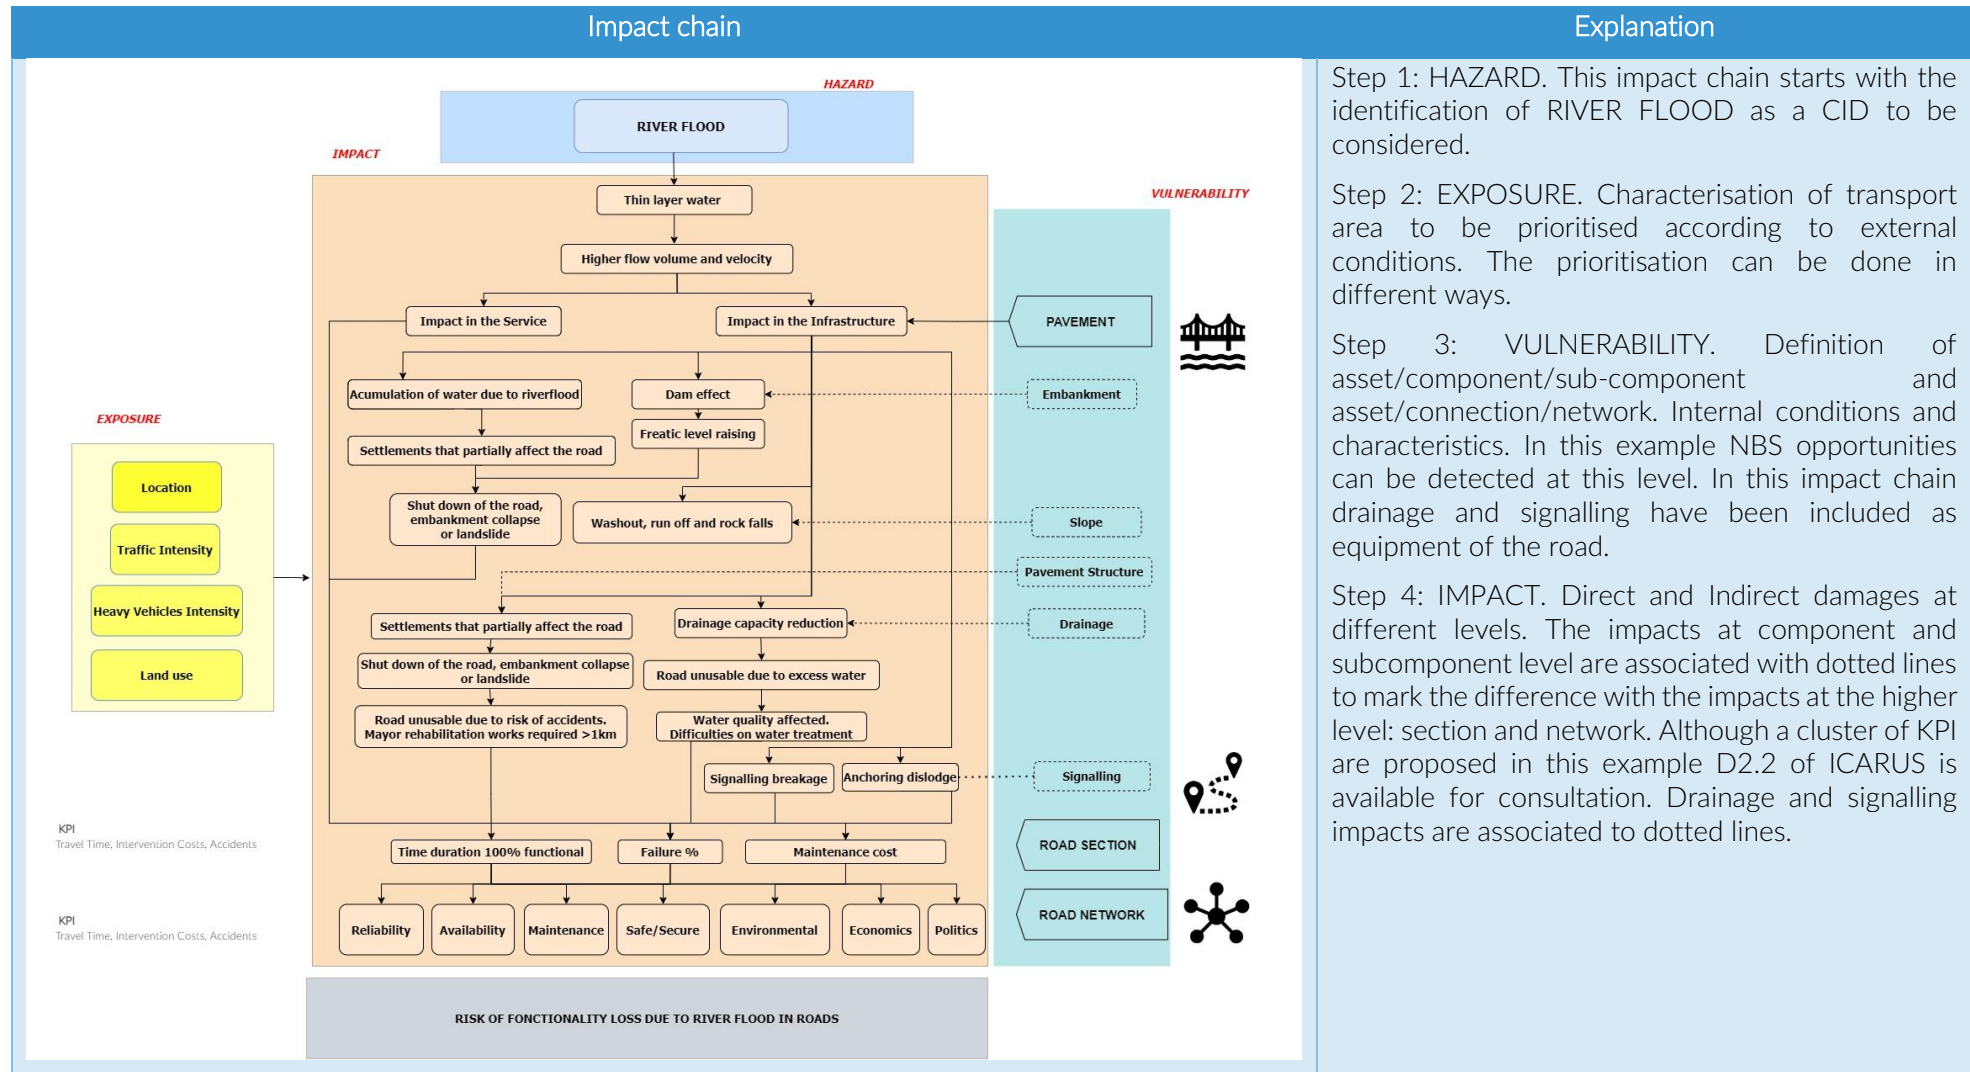 Impact chain
Explanation
HAZARD
RIVER FLOOD
IMPACT
Thin layer water
VULNERABILITY
Higher flow volume and velocity
Impact in the Service
Impact in the Infrastructure
PAVEMENT
Acumulation of water due to riverflood
Dam effect
Embankment
EXPOSURE
Freatic level raising
Settlements that partially affect the road
Location
Shut down of the road,
embankment collapse
or landslide
Washout, run off and rock falls
Slope
Traffic Intensity
Pavement Structure
Heavy Vehicles Intensity
Settlements that partially affect the road
Drainage capacity reduction
Drainage
Shut down of the road, embankment collapse
or landslide
Road unusable due to excess water
Land use
Road unusable due to risk of accidents.
Mayor rehabilitation works required >1km
Water quality affected.
Difficulties on water treatment
Signalling breakage
Anchoring dislodge
Signalling
KPI
Travel Time, Intervention Costs, Accidents
Time duration 100% functional
Failure %
Maintenance cost
ROAD SECTION
KPI
Travel Time, Intervention Costs, Accidents
Reliability
Availability
Maintenance
Safe/Secure
Environmental
Economics
Politics
ROAD NETWORK
RISK OF FONCTIONALITY LOSS DUE TO RIVER FLOOD IN ROADS
Step 1: HAZARD. This impact chain starts with the
identification of RIVER FLOOD as a CID to be
considered.
Step 2: EXPOSURE. Characterisation of transport
area to be prioritised according to external
conditions. The prioritisation can be done in
different ways.
Step 3: VULNERABILITY. Definition of
asset/component/sub-component and
asset/connection/network. Internal conditions and
characteristics. In this example NBS opportunities
can be detected at this level. In this impact chain
drainage and signalling have been included as
equipment of the road.
Step 4: IMPACT. Direct and Indirect damages at
different levels. The impacts at component and
subcomponent level are associated with dotted lines
to mark the difference with the impacts at the higher
level: section and network. Although a cluster of KPI
are proposed in this example D2.2 of ICARUS is
available for consultation. Drainage and signalling
impacts are associated to dotted lines.